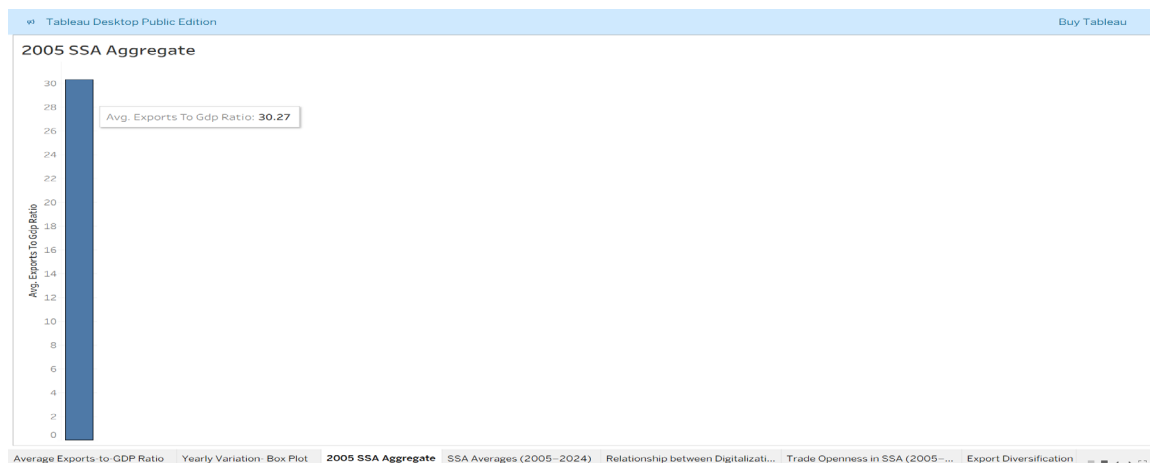 Tableau Desktop Public Edition
Buy Tableau
2005 SSA Aggregate
30
28
26
24
22
20
18
16
14
12
10
8
6
4
2
0
Avg. Exports To Gdp Ratio
Avg. Exports To Gdp Ratio: 30.27
Average Exports-to-GDP Ratio
Yearly Variation- Box Plot
2005 SSA Aggregate
SSA Averages (2005–2024)
Relationship between Digitalizati...
Trade Openness in SSA (2005–...
Export Diversification